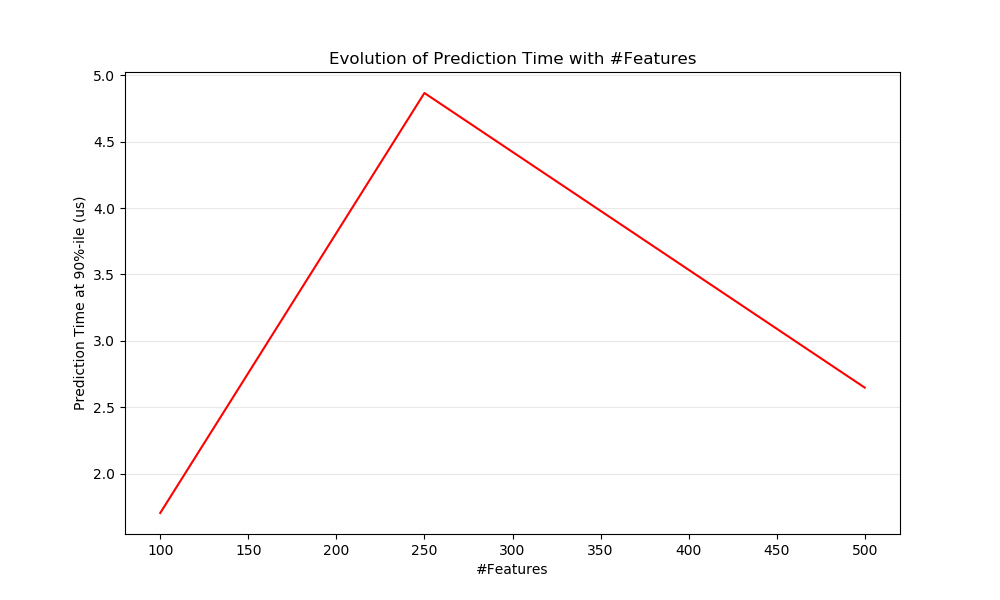 Evolution of Prediction Time with #Features
Prediction Time at 90%-ile (us)
5.0
4.5
4.0
3.5
3.0
2.5
2.0
100 150 200 250 300 350 400 450 500
#Features